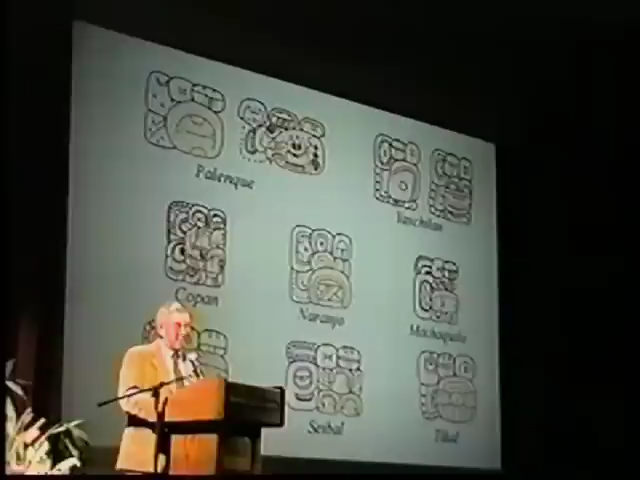 Palenque
Yaxchilan
Copan
Naranjo
Machaquila
Seibal
Tikal